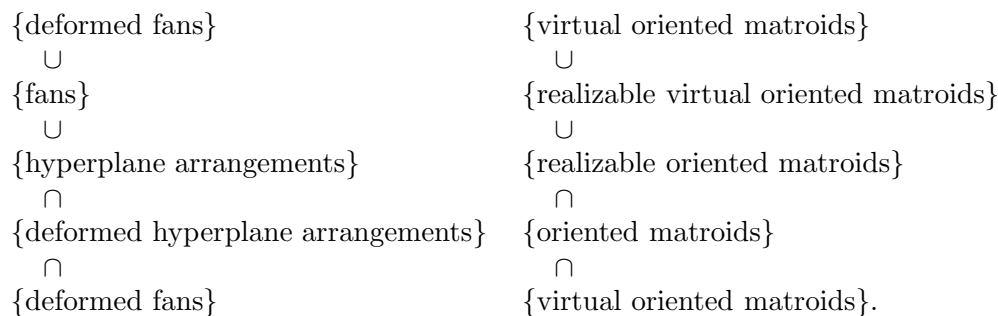 {deformed fans} {virtual oriented matroids}
∪ ∪
{fans} {realizable virtual oriented matroids}
∪ ∪
{hyperplane arrangements} {realizable oriented matroids}
∩ ∩
{deformed hyperplane arrangements} {oriented matroids}
∩ ∩
{deformed fans} {virtual oriented matroids}.